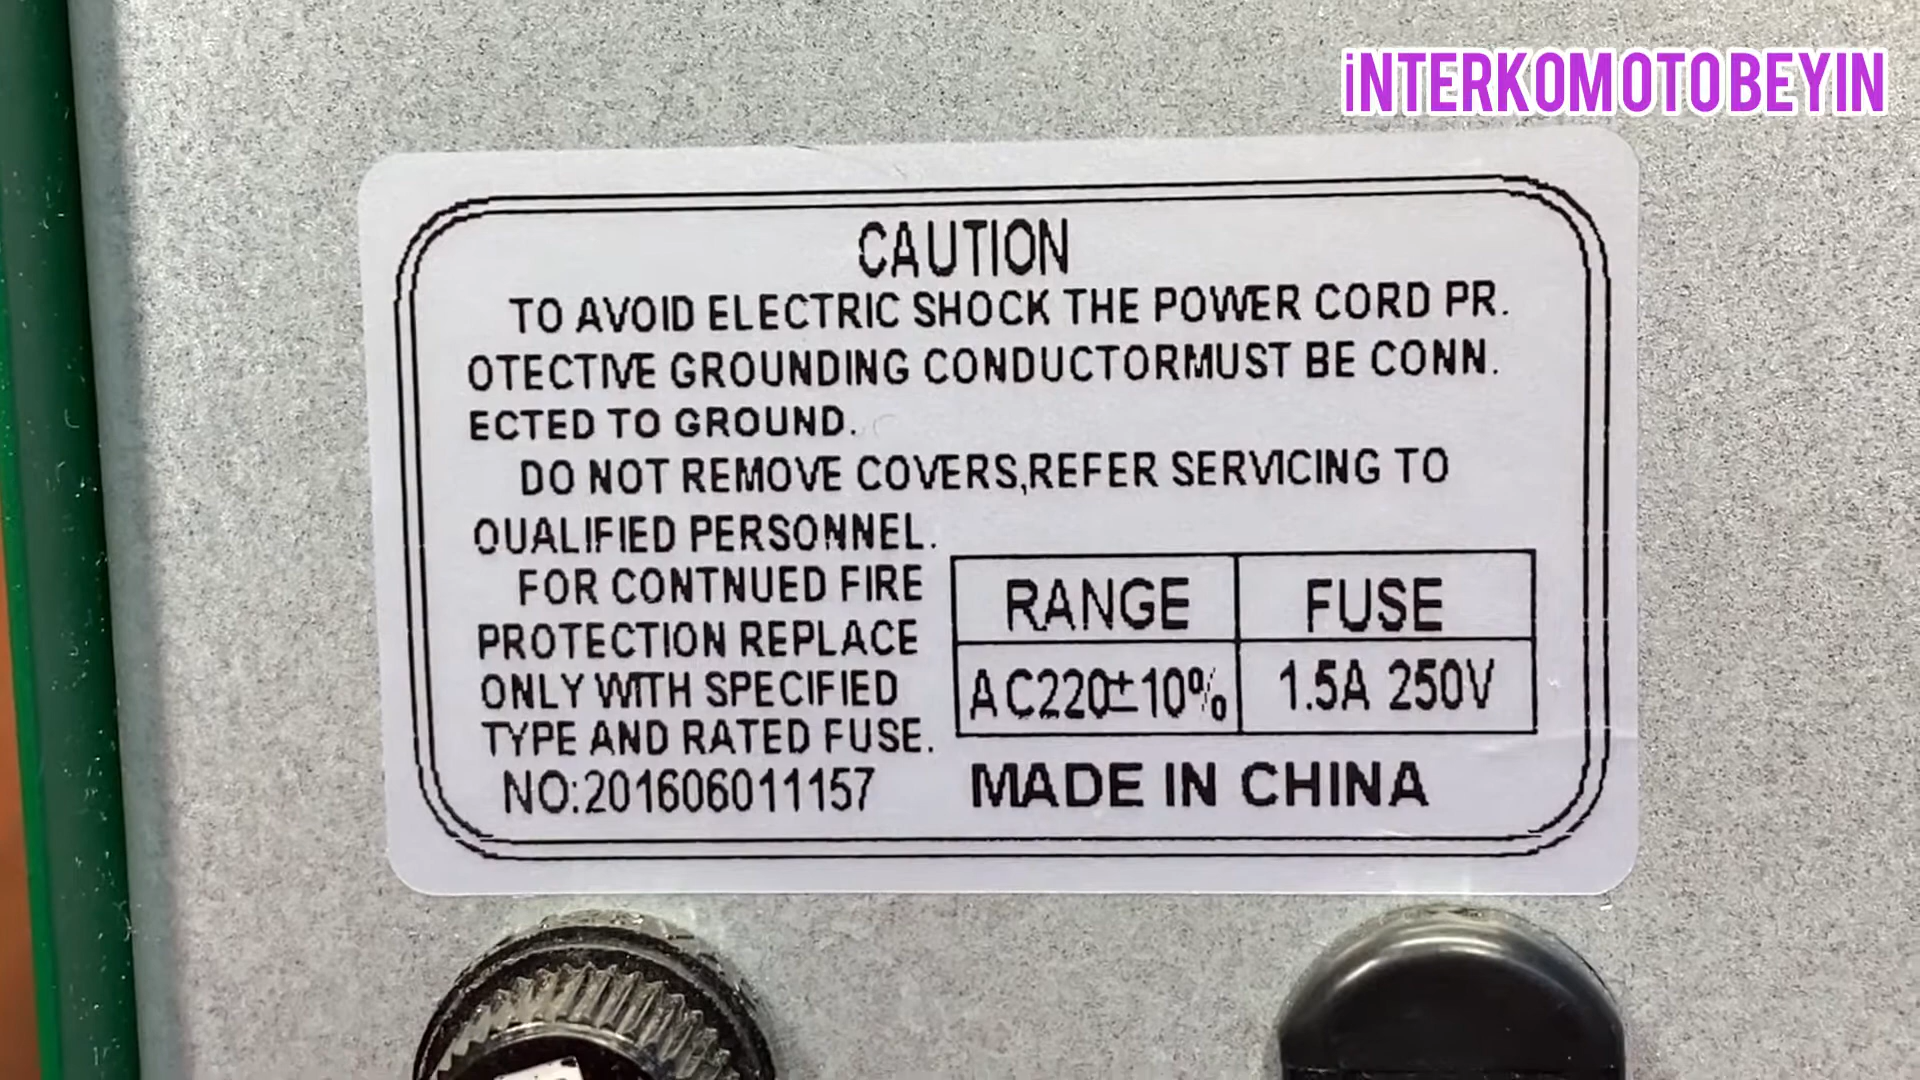 iNTERKOMOTOBEYIN
CAUTION
TO AVOID ELECTRIC SHOCK THE POWER CORD PR.
OTECTIVE GROUNDING CONDUCTORMUST BE CONN.
ECTED TO GROUND.
DO NOT REMOVE COVERS,REFER SERVICING TO
QUALIFIED PERSONNEL.
FOR CONTNUED FIRE
PROTECTION REPLACE
ONLY WITH SPECIFIED
TYPE AND RATED FUSE.
NO:201606011157
RANGE FUSE
AC220±10% 1.5A 250V
MADE IN CHINA